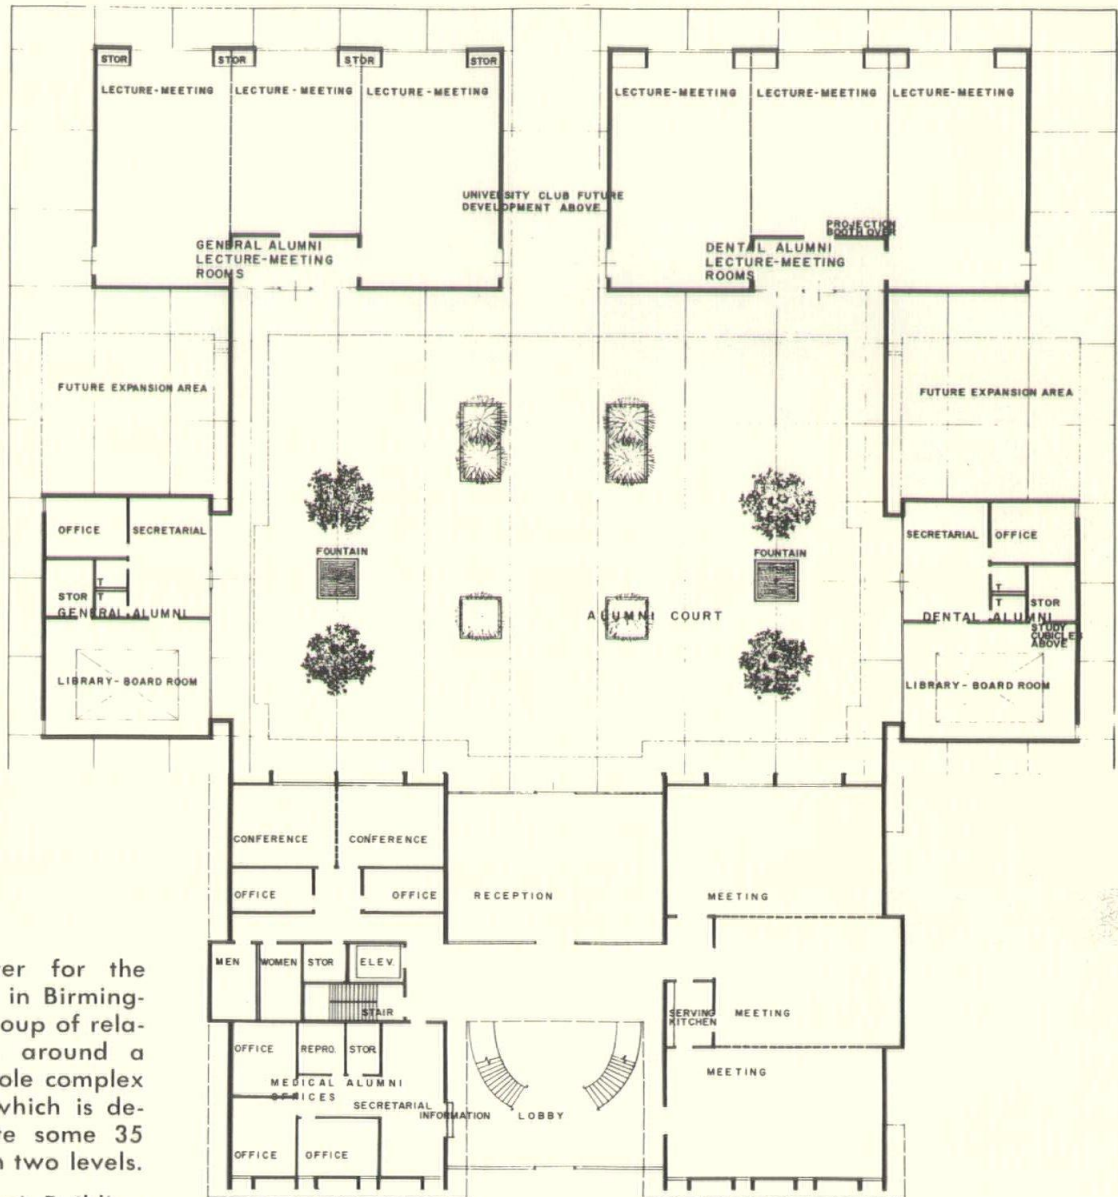 STOR STOR STOR STOR
LECTURE-MEETING LECTURE-MEETING LECTURE-MEETING LECTURE-MEETING LECTURE-MEETING LECTURE-MEETING
UNIVERSITY CLUB FUTURE
DEVELOPMENT ABOVE
PROJECTION
BOOTH OVER
GENERAL ALUMNI
LECTURE-MEETING
ROOMS
DENTAL ALUMNI
LECTURE-MEETING
ROOMS
FUTURE EXPANSION AREA
FUTURE EXPANSION AREA
OFFICE SECRETARIAL
SECRETARIAL OFFICE
FOUNTAIN
FOUNTAIN
T
STOR T
GENERAL ALUMNI
T
T STOR
ALUMNI COURT
DENTAL ALUMNI
STUDY
CUBICLES
ABOVE
LIBRARY-BOARD ROOM
LIBRARY-BOARD ROOM
CONFERENCE CONFERENCE
OFFICE OFFICE
RECEPTION
MEETING
MEN WOMEN STOR ELEV.
STAIR
SERVING
KITCHEN
MEETING
OFFICE REPRO. STOR.
MEDICAL ALUMNI
OFFICES
MEETING
SECRETARIAL
INFORMATION LOBBY
OFFICE OFFICE
er for the
in Birming-
oup of rela-
around a
ole complex
which is de-
e some 35
n two levels.